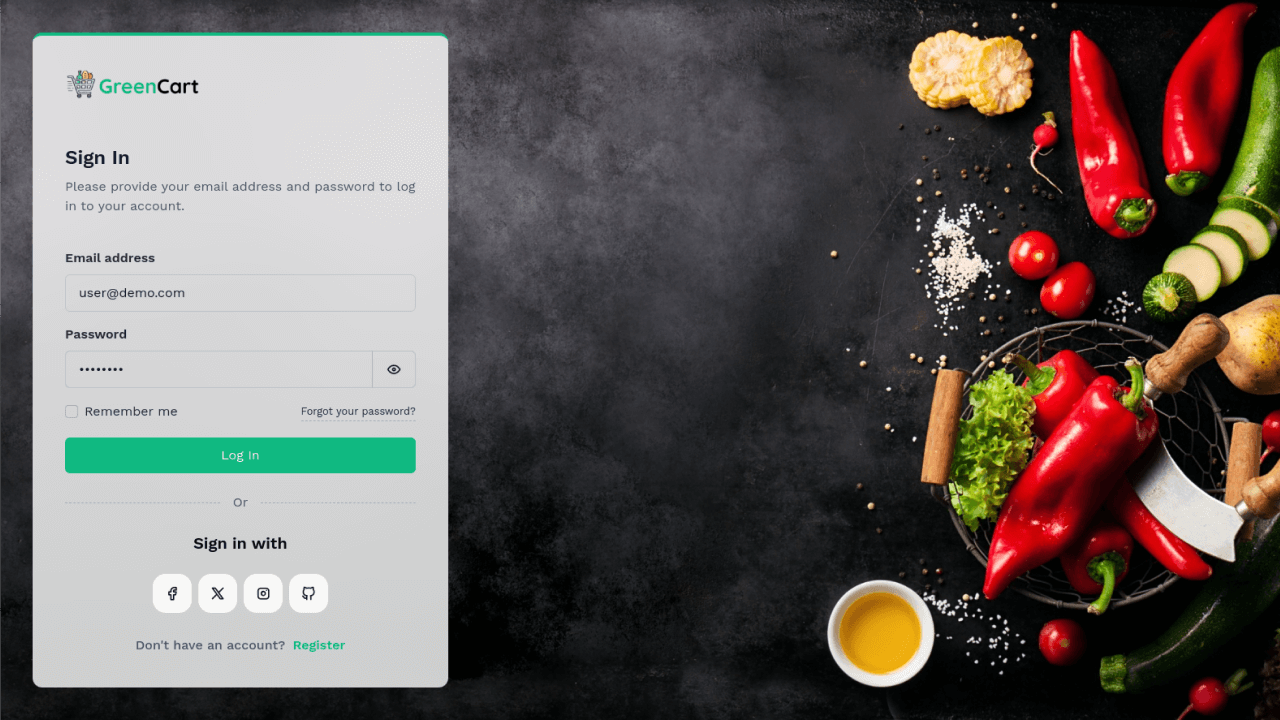 GreenCart
Sign In
Please provide your email address and password to log
in to your account.
Email address
user@demo.com
Password
••••••••
Remember me
Forgot your password?
Log In
Or
Sign in with
Don't have an account? Register